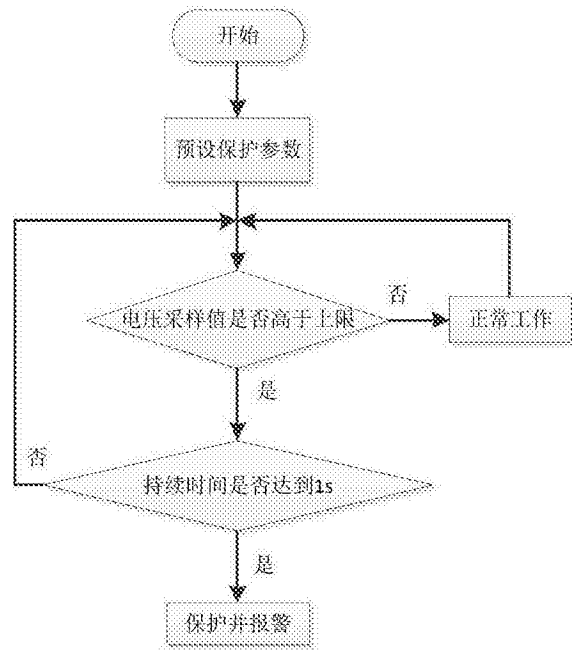 开始
预设保护参数
电压采样值是否高于上限
否
正常工作
是
否
持续时间是否达到1s
是
保护并报警